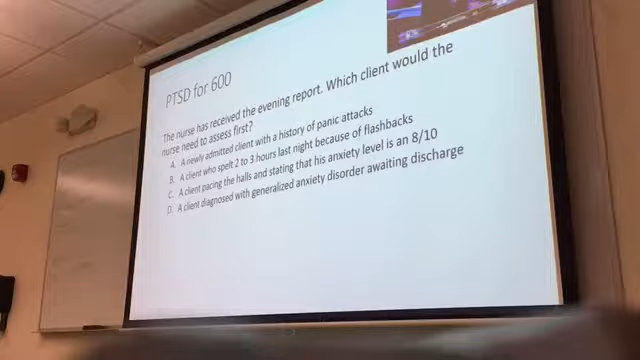 PTSD for 600
The nurse has received the evening report. Which client would the
nurse need to assess first?
A. A newly admitted client with a history of panic attacks
B. A client who spelt 2 to 3 hours last night because of flashbacks
C. A client pacing the halls and stating that his anxiety level is an 8/10
D. A client diagnosed with generalized anxiety disorder awaiting discharge